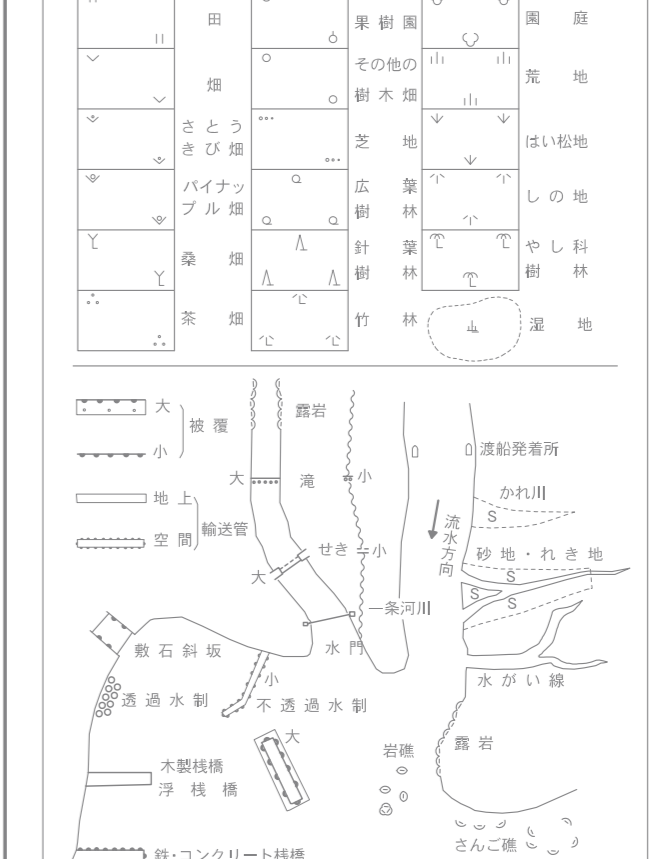 田
畑
さとう
きび畑
パイナッ
プル畑
桑畑
茶畑
果樹園
その他の
樹木畑
芝地
広葉
樹林
針葉
樹林
竹林
園庭
荒地
はい松地
しの地
やし科
樹林
湿地
大
被覆
小
地上
輸送管
空間
露岩
大
滝
小
せき
小
大
一条河川
水門
渡船発着所
かれ川
S
流水方向
砂地・れき地
S
S
S
水がい線
敷石斜坂
透過水制
小
不透過水制
大
木製桟橋
浮桟橋
鉄・コンクリート桟橋
岩礁
露岩
さんご礁